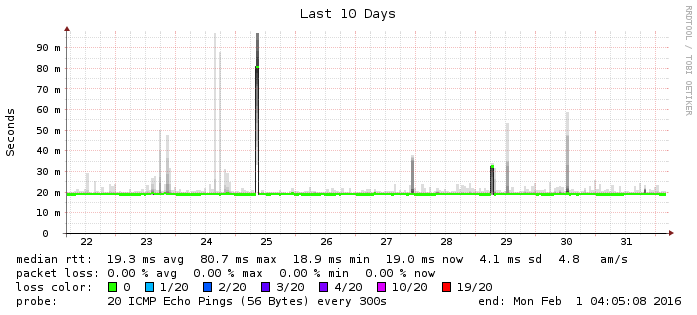 Last 10 Days
RRDTOOL / TOBI OETIKER
Seconds
90 m
80 m
70 m
60 m
50 m
40 m
30 m
20 m
10 m
0
22 23 24 25 26 27 28 29 30 31
median rtt: 19.3 ms avg 80.7 ms max 18.9 ms min 19.0 ms now 4.1 ms sd 4.8 am/s
packet loss: 0.00 % avg 0.00 % max 0.00 % min 0.00 % now
loss color: 0 1/20 2/20 3/20 4/20 10/20 19/20
probe: 20 ICMP Echo Pings (56 Bytes) every 300s end: Mon Feb 1 04:05:08 2016